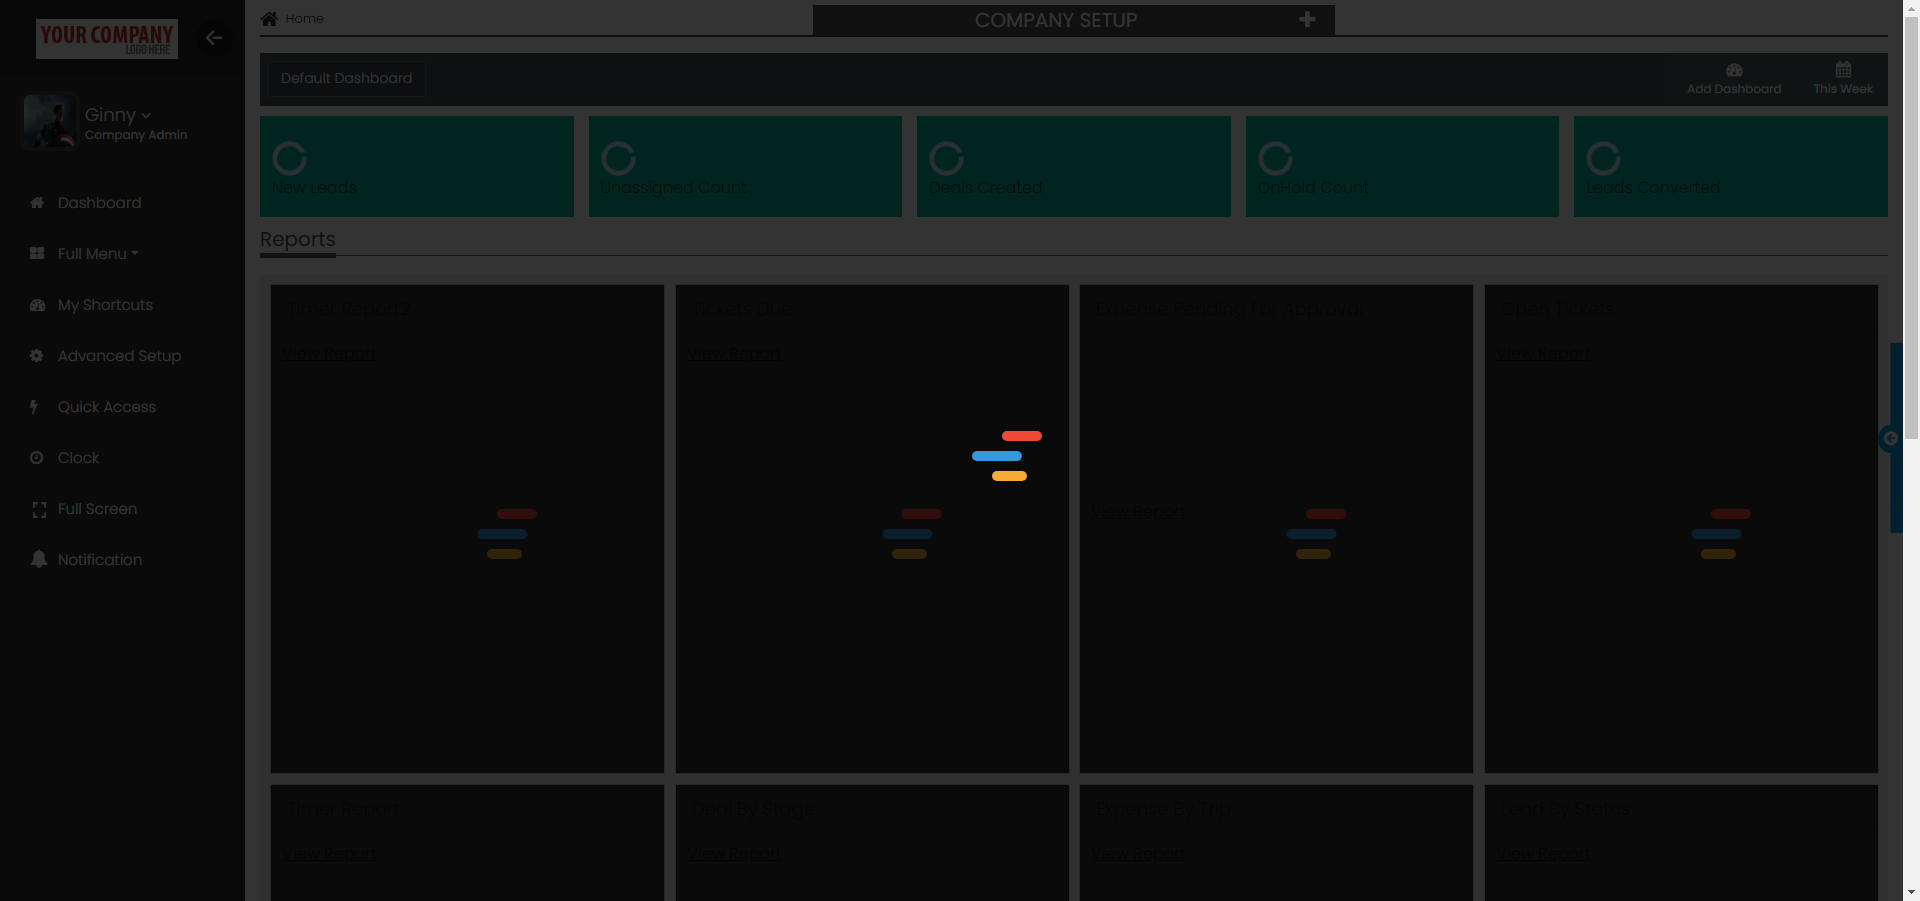 YOUR COMPANY
LOGO HERE
Home
COMPANY SETUP
Default Dashboard
Add Dashboard
This Week
Ginny
Company Admin
Dashboard
Full Menu
My Shortcuts
Advanced Setup
Quick Access
Clock
Full Screen
Notification
New Leads
Unassigned Count
Deals Created
OnHold Count
Leads Converted
Reports
Timer Report2
Tickets Due
Expense Pending For Approval
Open Tickets
View Report
View Report
View Report
View Report
Timer Report
Deal By Stage
Expense By Trip
Lead By Status
View Report
View Report
View Report
View Report